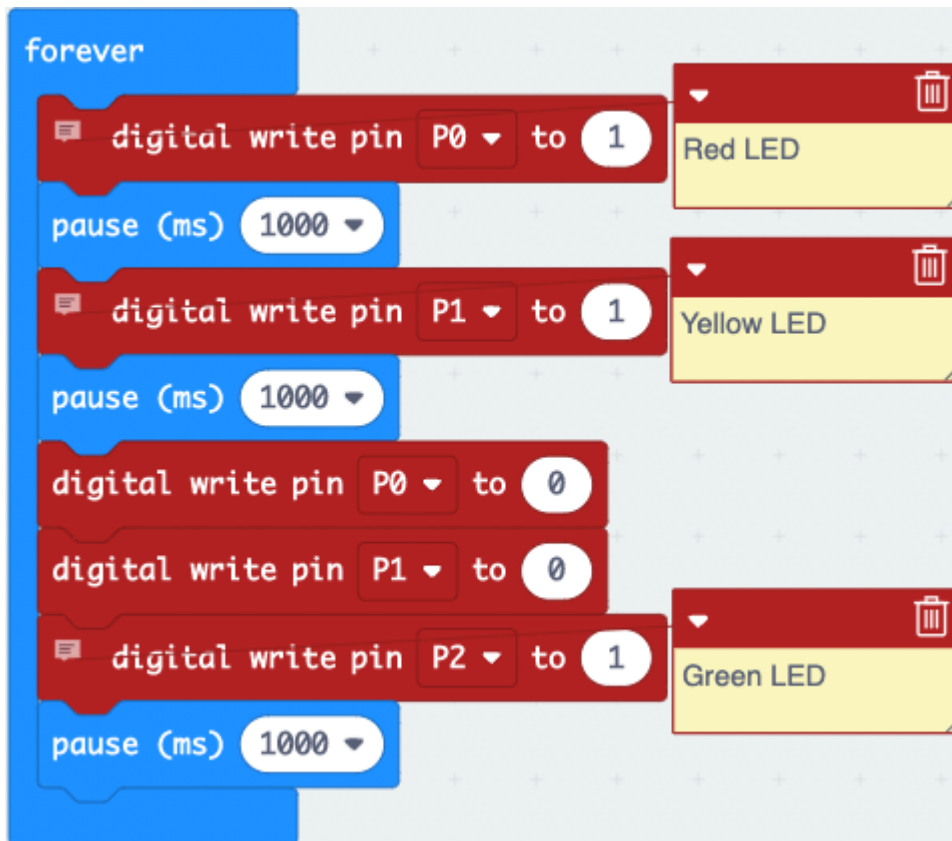 forever
digital write pin P0 to 1
Red LED
pause (ms) 1000
digital write pin P1 to 1
Yellow LED
pause (ms) 1000
digital write pin P0 to 0
digital write pin P1 to 0
digital write pin P2 to 1
Green LED
pause (ms) 1000